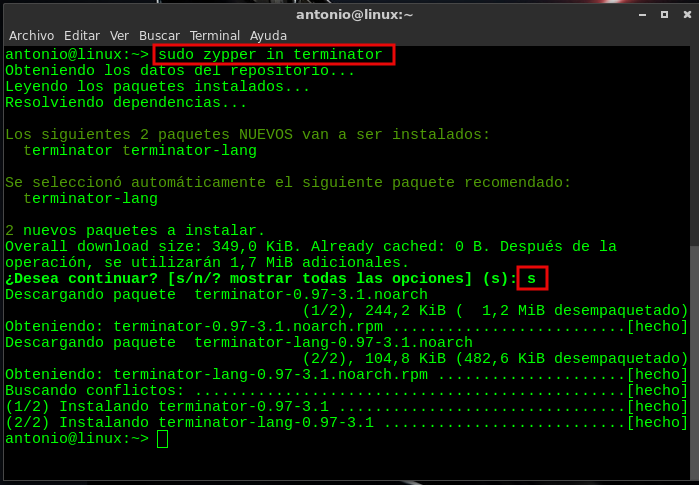 antonio@linux:~
Archivo Editar Ver Buscar Terminal Ayuda
antonio@linux:~> sudo zypper in terminator
Obteniendo los datos del repositorio...
Leyendo los paquetes instalados...
Resolviendo dependencias...
Los siguientes 2 paquetes NUEVOS van a ser instalados:
terminator terminator-lang
Se seleccionó automáticamente el siguiente paquete recomendado:
terminator-lang
2 nuevos paquetes a instalar.
Overall download size: 349,0 KiB. Already cached: 0 B. Después de la
operación, se utilizarán 1,7 MiB adicionales.
¿Desea continuar? [s/n/? mostrar todas las opciones] (s): s
Descargando paquete  terminator-0.97-3.1.noarch
(1/2), 244,2 KiB (  1,2 MiB desempaquetado)
Obteniendo: terminator-0.97-3.1.noarch.rpm ..........................[hecho]
Descargando paquete  terminator-lang-0.97-3.1.noarch
(2/2), 104,8 KiB (482,6 KiB desempaquetado)
Obteniendo: terminator-lang-0.97-3.1.noarch.rpm .....................[hecho]
Buscando conflictos: ................................................[hecho]
(1/2) Instalando terminator-0.97-3.1 ................................[hecho]
(2/2) Instalando terminator-lang-0.97-3.1 ...........................[hecho]
antonio@linux:~>